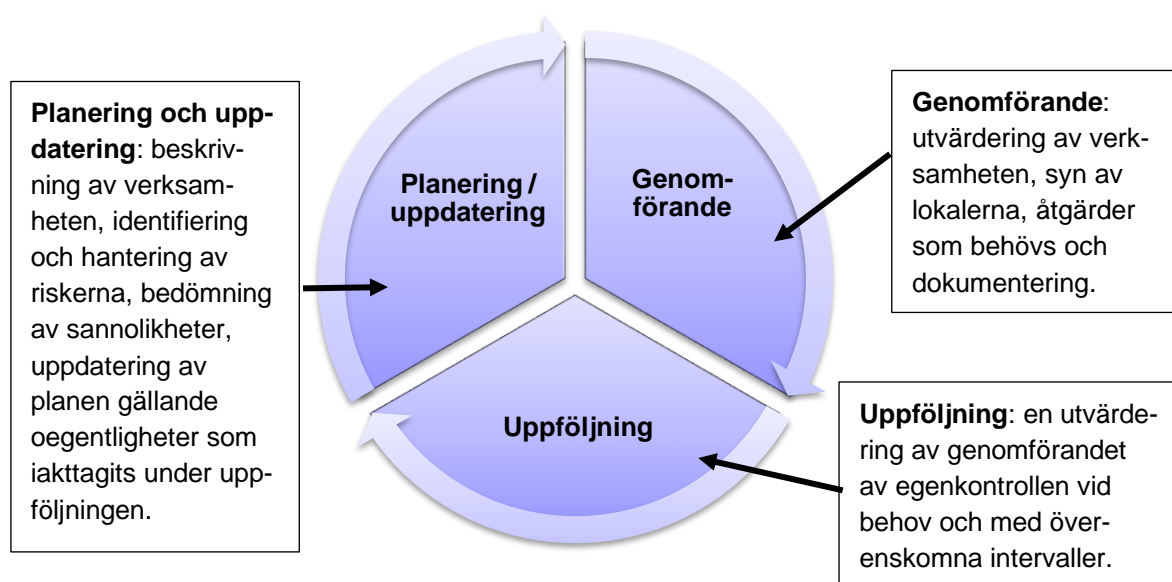 Planering och upp-
datering: beskriv-
ning av verksam-
heten, identifiering
och hantering av
riskerna, bedömning
av sannolikheter,
uppdatering av
planen gällande
oegentligheter som
iakttagits under upp-
följningen.
Planering /
uppdatering
Genom-
förande
Uppföljning
Genomförande:
utvärdering av verk-
samheten, syn av
lokalerna, åtgärder
som behövs och
dokumentering.
Uppföljning: en utvärde-
ring av genomförandet
av egenkontrollen vid
behov och med över-
enskomna intervaller.